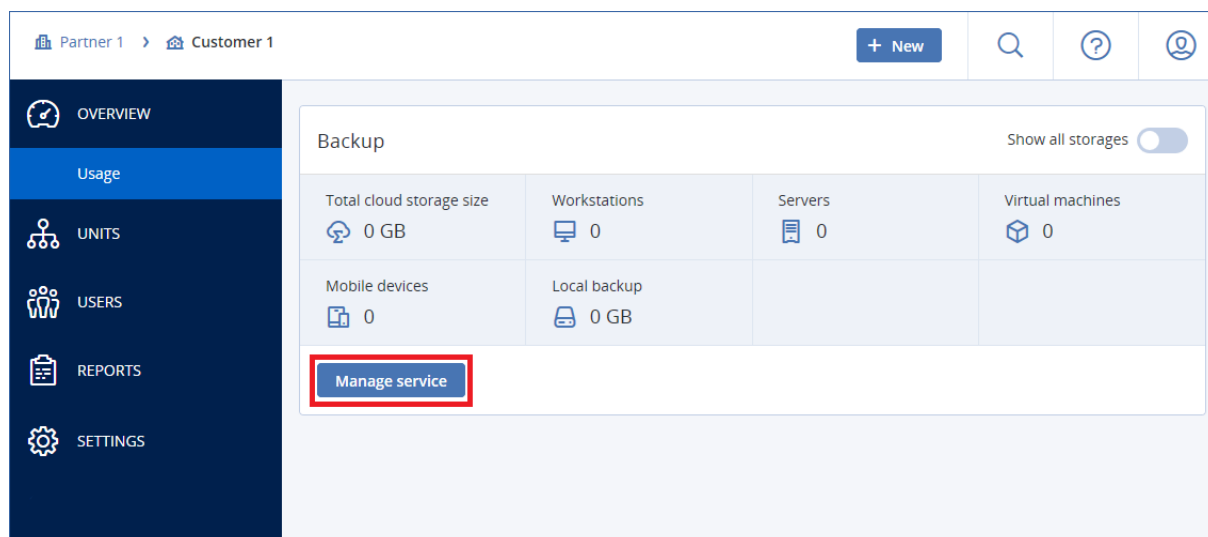 Partner 1 > Customer 1
+ New
OVERVIEW
Usage
UNITS
USERS
REPORTS
SETTINGS
Backup
Show all storages
Total cloud storage size
0 GB
Workstations
0
Servers
0
Virtual machines
0
Mobile devices
0
Local backup
0 GB
Manage service